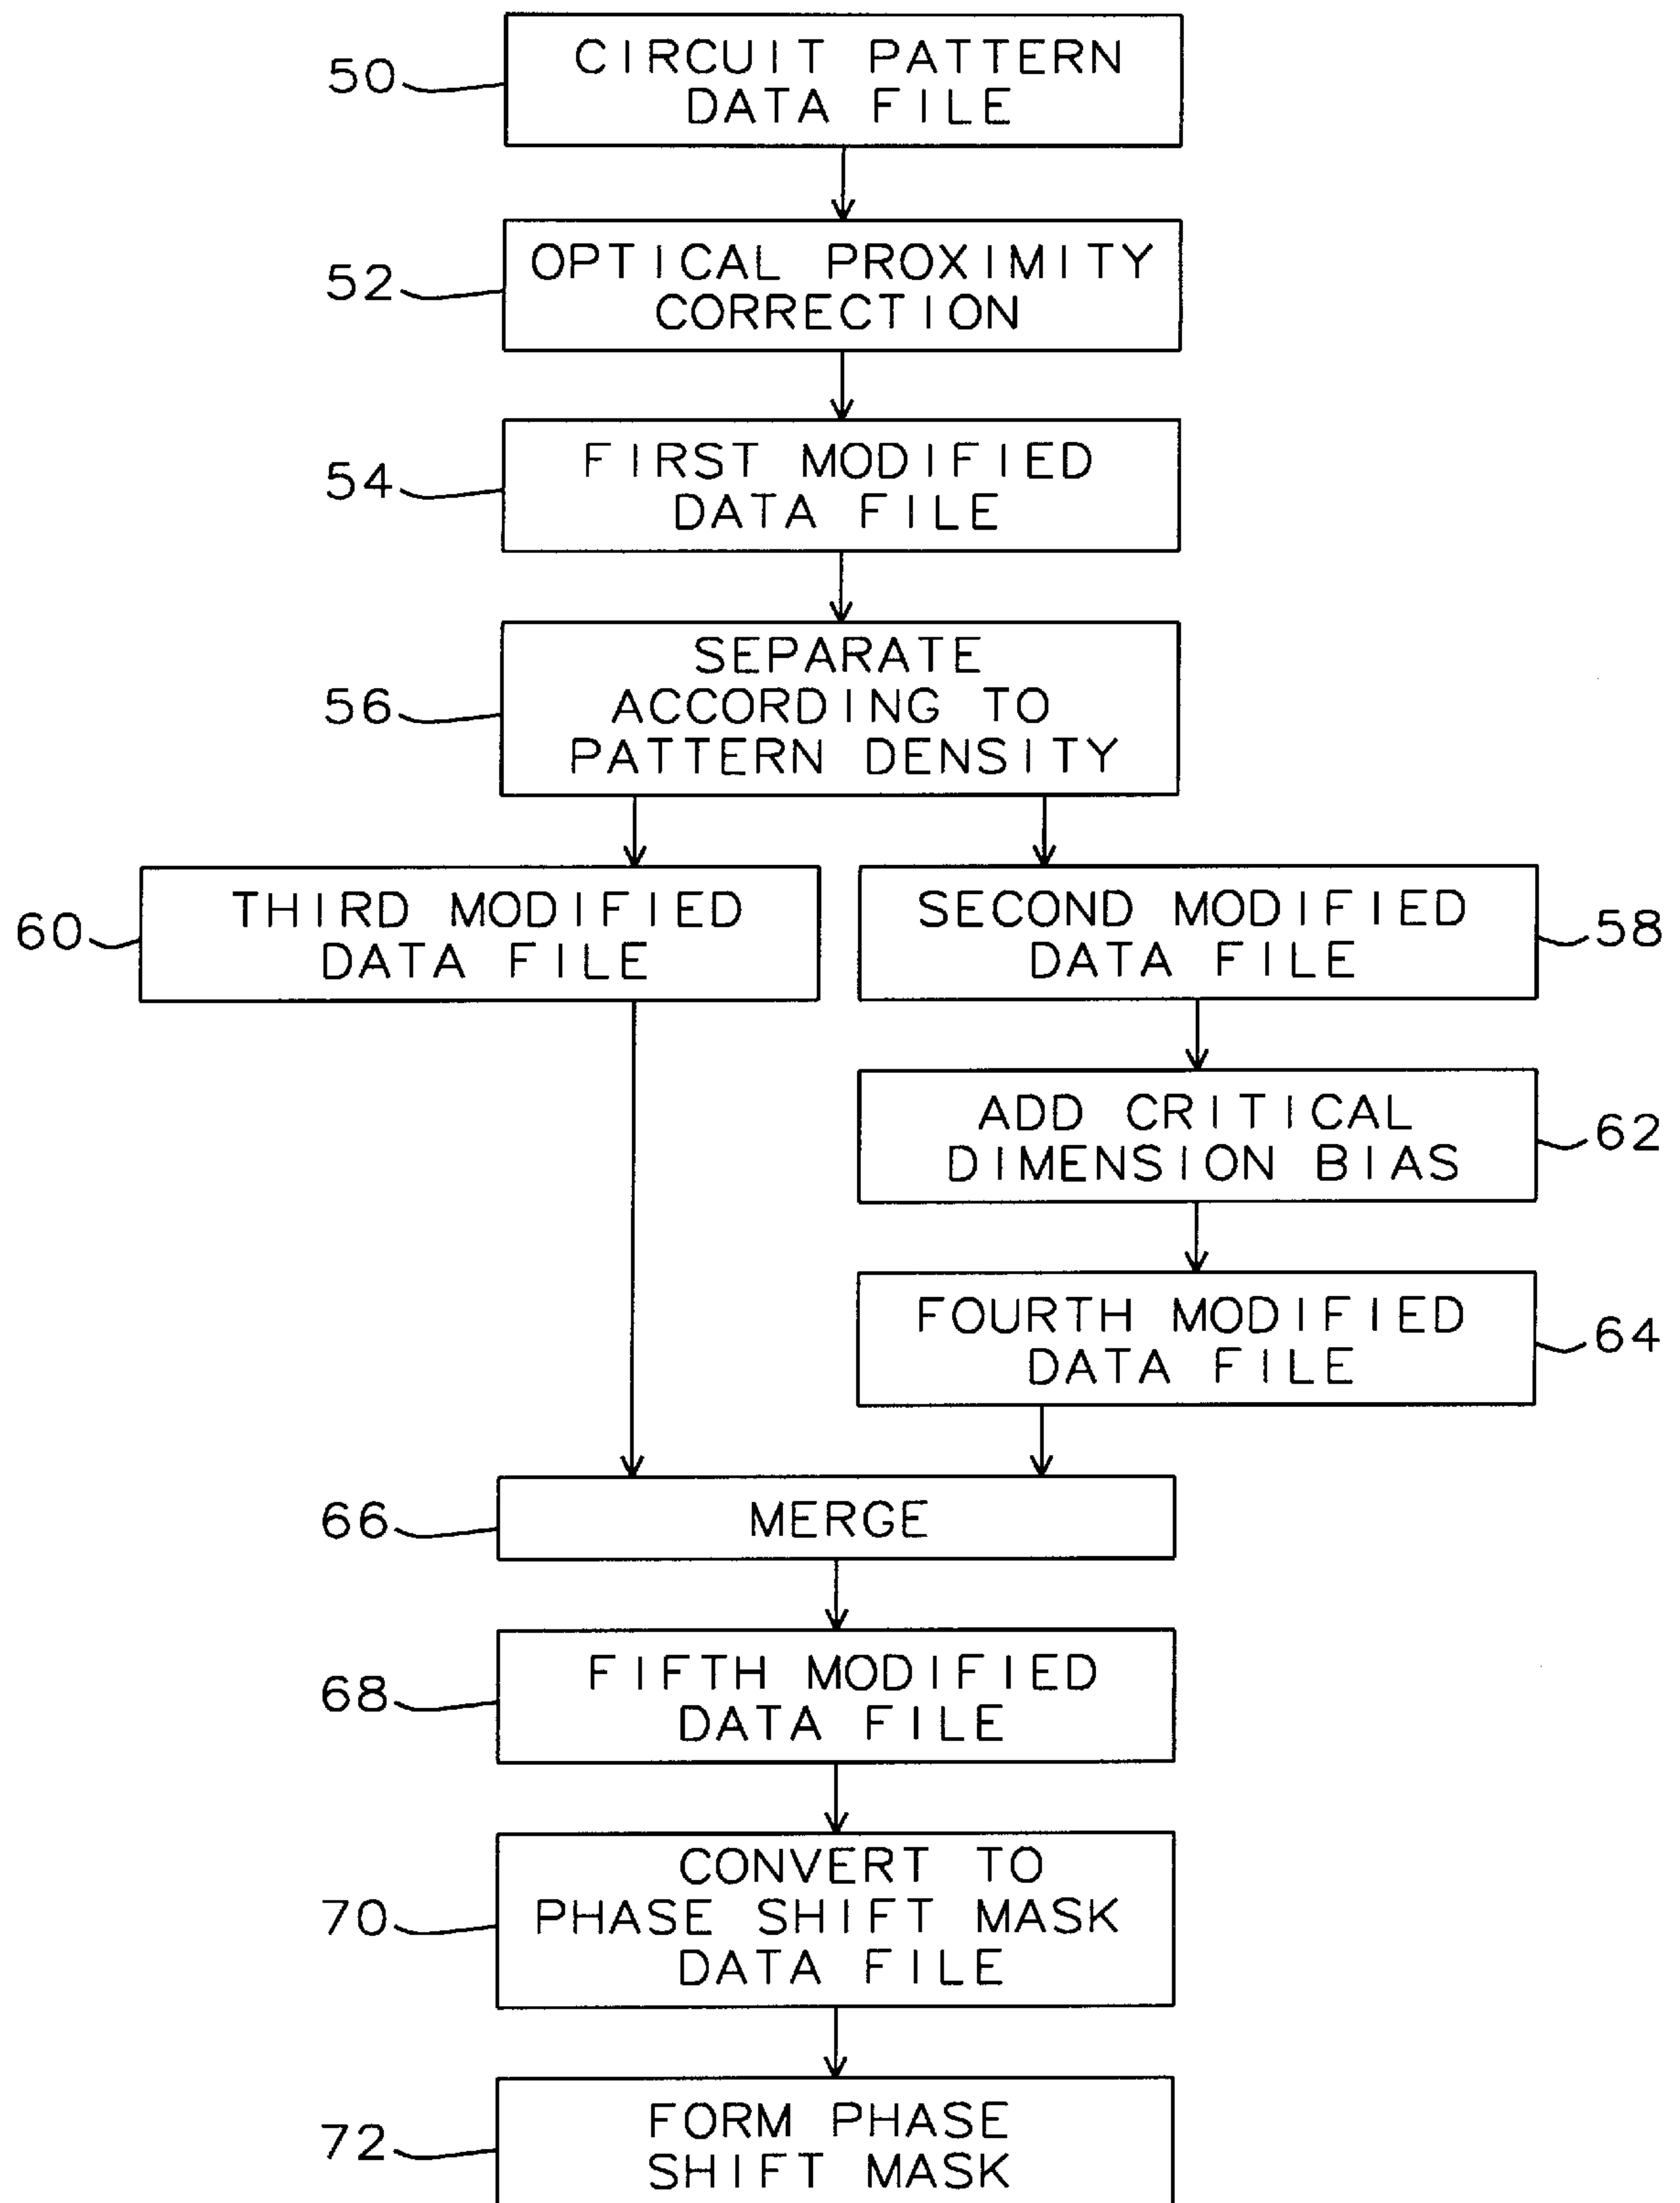 50
CIRCUIT PATTERN
DATA FILE
52
OPTICAL PROXIMITY
CORRECTION
54
FIRST MODIFIED
DATA FILE
56
SEPARATE
ACCORDING TO
PATTERN DENSITY
60
THIRD MODIFIED
DATA FILE
SECOND MODIFIED
DATA FILE
58
ADD CRITICAL
DIMENSION BIAS
62
FOURTH MODIFIED
DATA FILE
64
66
MERGE
68
FIFTH MODIFIED
DATA FILE
70
CONVERT TO
PHASE SHIFT MASK
DATA FILE
72
FORM PHASE
SHIFT MASK